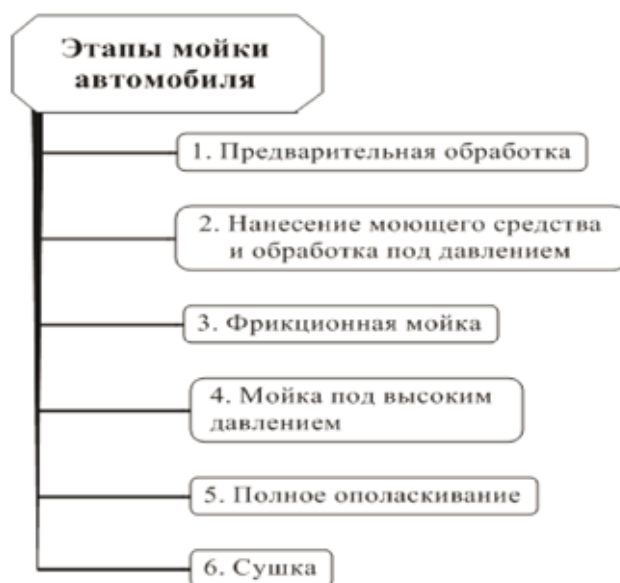 Этапы мойки
автомобиля
1. Предварительная обработка
2. Нанесение моющего средства
и обработка под давлением
3. Фрикционная мойка
4. Мойка под высоким
давлением
5. Полное ополаскивание
6. Сушка